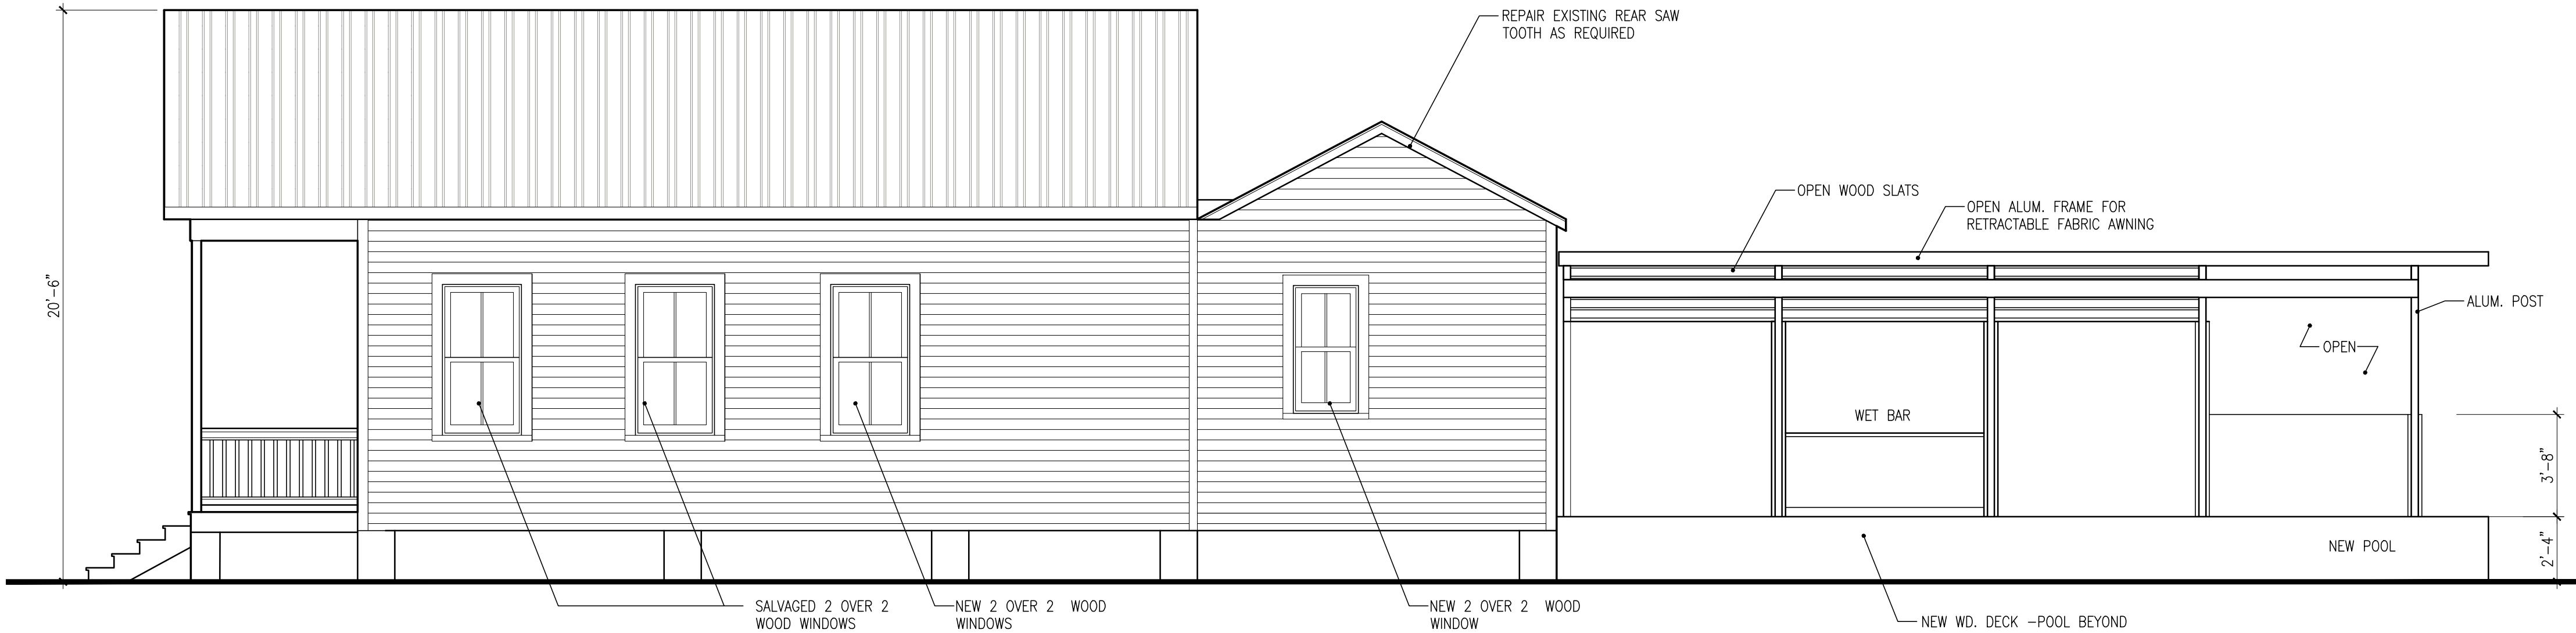 REPAIR EXISTING REAR SAW
TOOTH AS REQUIRED
OPEN WOOD SLATS
OPEN ALUM. FRAME FOR
RETRACTABLE FABRIC AWNING
20'-6"
ALUM. POST
OPEN
WET BAR
3'-8"
NEW POOL
2'-4"
SALVAGED 2 OVER 2
WOOD WINDOWS
NEW 2 OVER 2 WOOD
WINDOWS
NEW 2 OVER 2 WOOD
WINDOW
NEW WD. DECK -POOL BEYOND